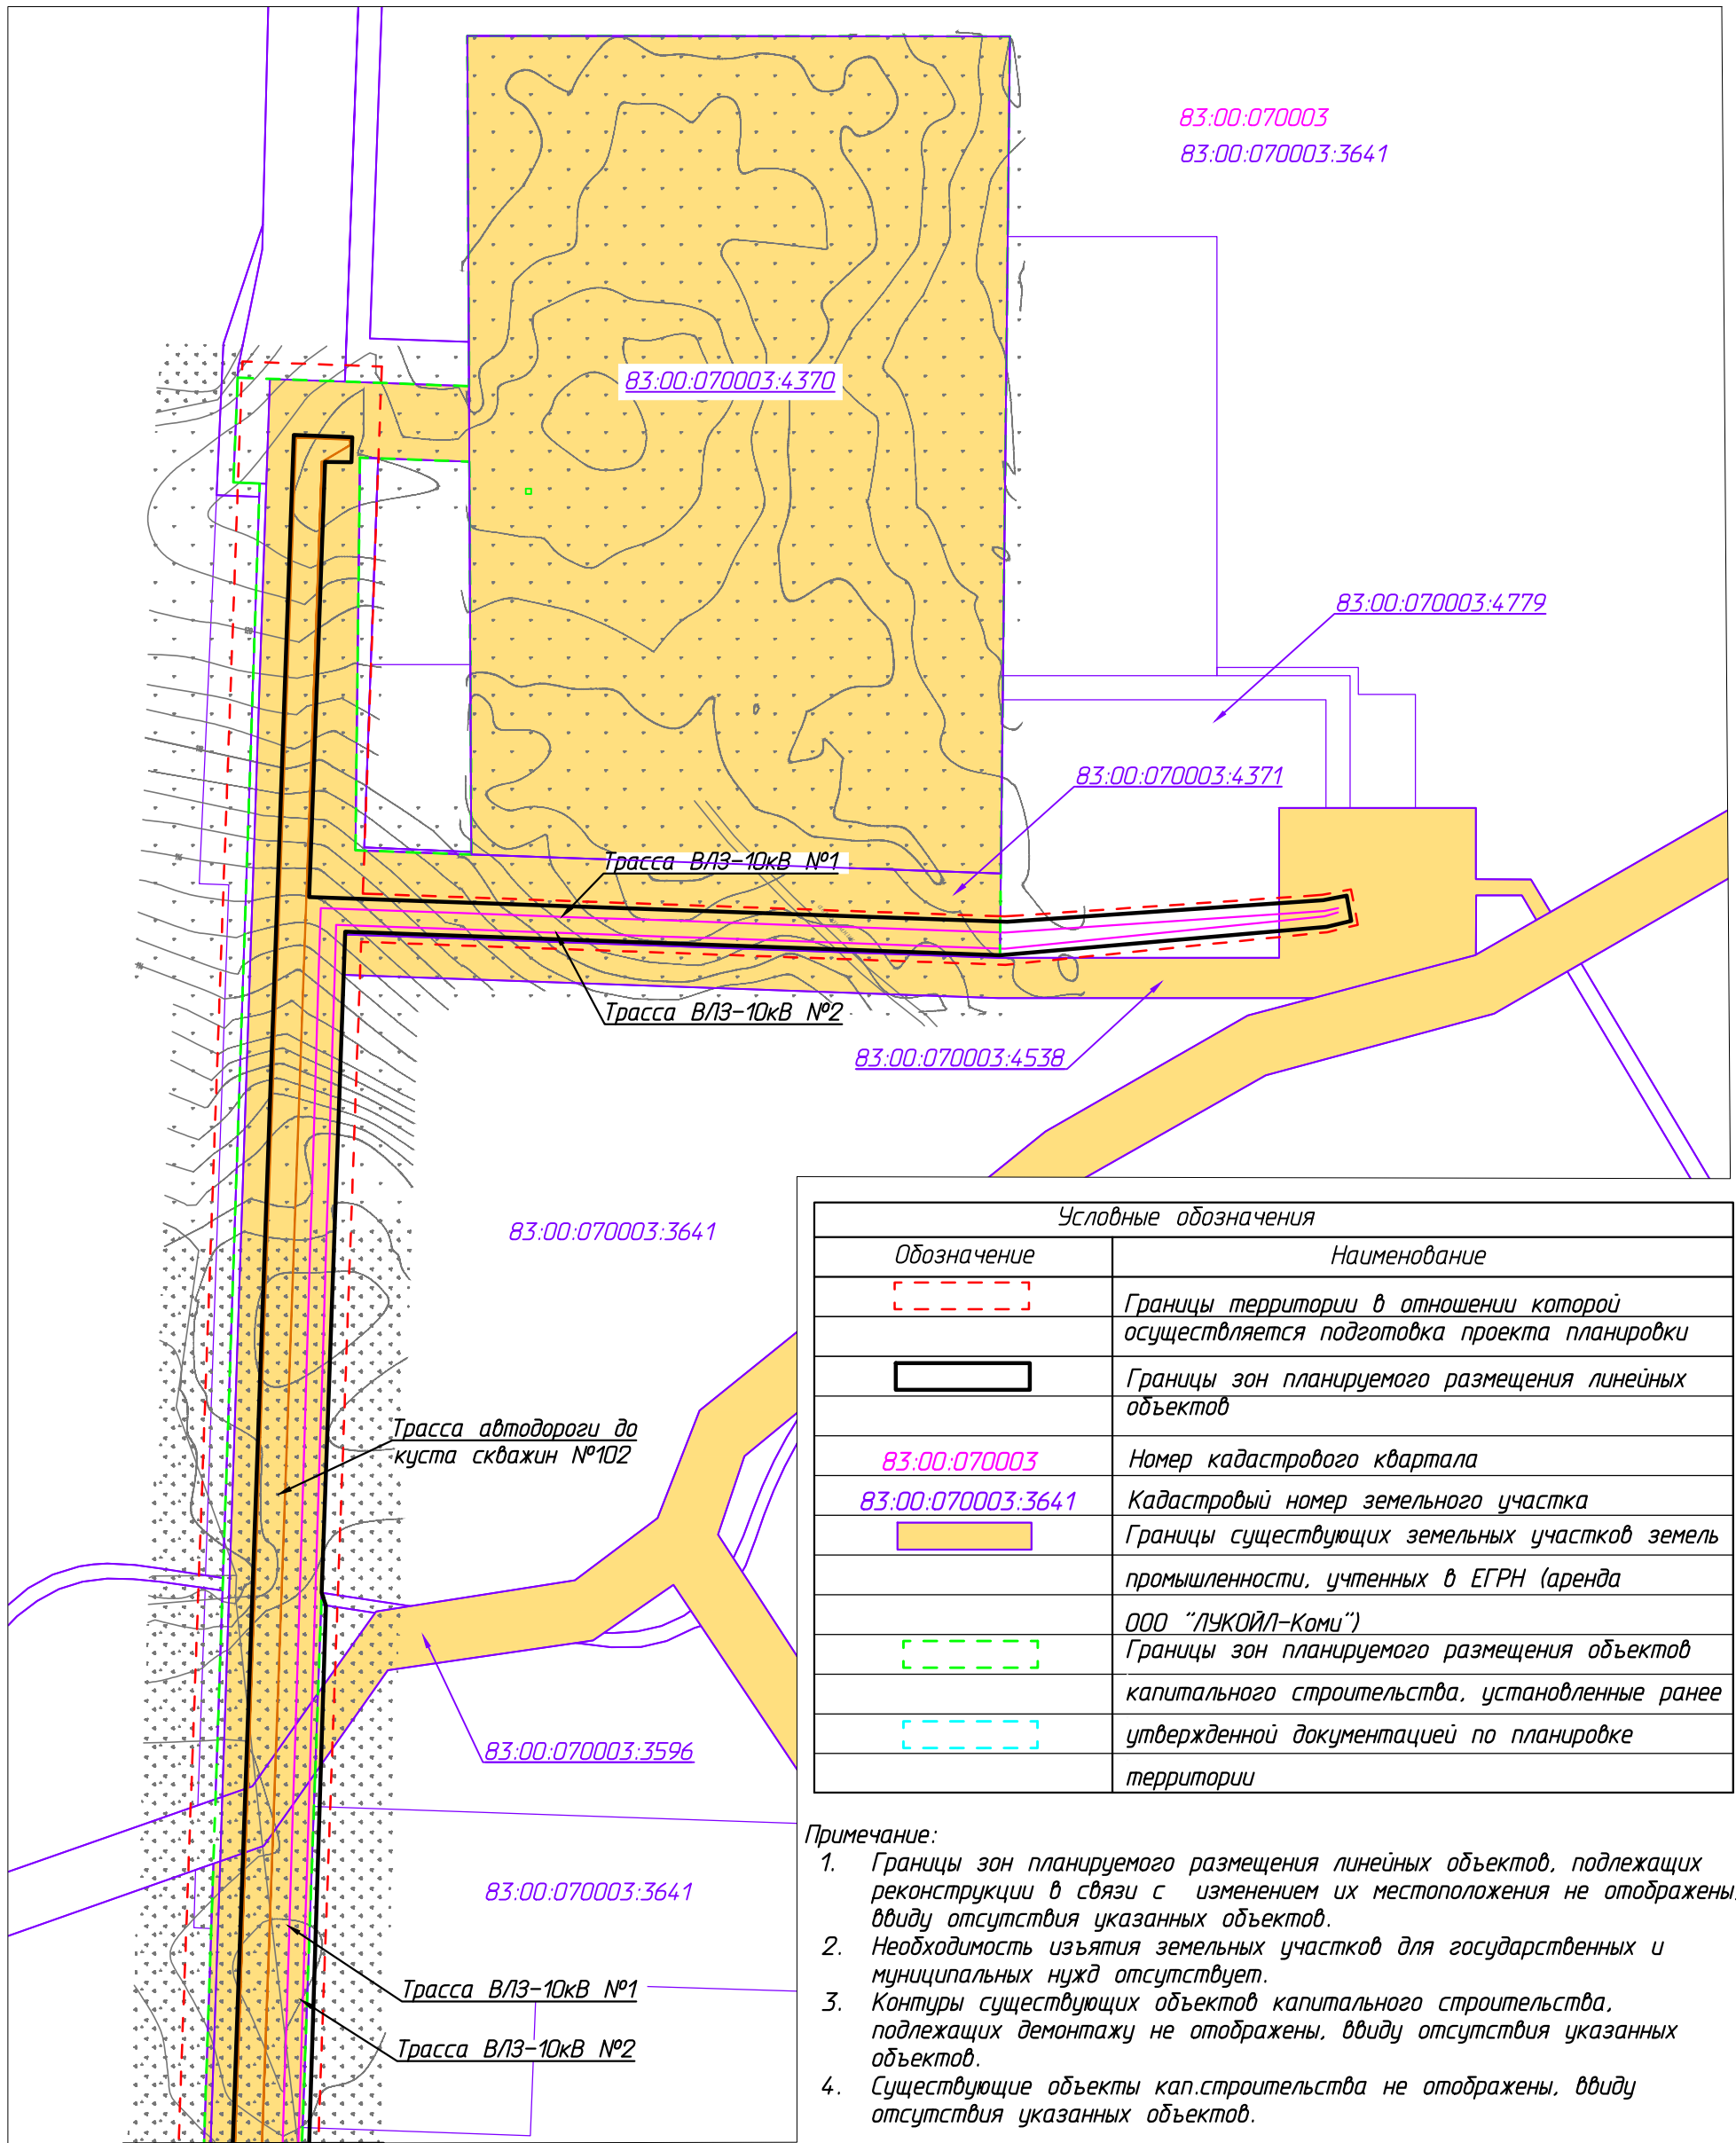 83:00:070003
83:00:070003:3641
83:00:070003:4370
83:00:070003:4779
83:00:070003:4371
Трасса ВЛЗ-10кВ №1
Трасса ВЛЗ-10кВ №2
83:00:070003:4538
83:00:070003:3641
Трасса автодороги до
куста скважин №102
83:00:070003:3596
83:00:070003:3641
Трасса ВЛЗ-10кВ №1
Трасса ВЛЗ-10кВ №2
Условные обозначения
Обозначение Наименование
Границы территории в отношении которой
осуществляется подготовка проекта планировки
Границы зон планируемого размещения линейных
объектов
83:00:070003 Номер кадастрового квартала
83:00:070003:3641 Кадастровый номер земельного участка
Границы существующих земельных участков земель
промышленности, учтенных в ЕГРН (аренда
ООО "ЛУКОЙЛ-Коми")
Границы зон планируемого размещения объектов
капитального строительства, установленные ранее
утвержденной документацией по планировке
территории
Примечание:
1. Границы зон планируемого размещения линейных объектов, подлежащих
реконструкции в связи с изменением их местоположения не отображены,
ввиду отсутствия указанных объектов.
2. Необходимость изъятия земельных участков для государственных и
муниципальных нужд отсутствует.
3. Контуры существующих объектов капитального строительства,
подлежащих демонтажу не отображены, ввиду отсутствия указанных
объектов.
4. Существующие объекты кап.строительства не отображены, ввиду
отсутствия указанных объектов.